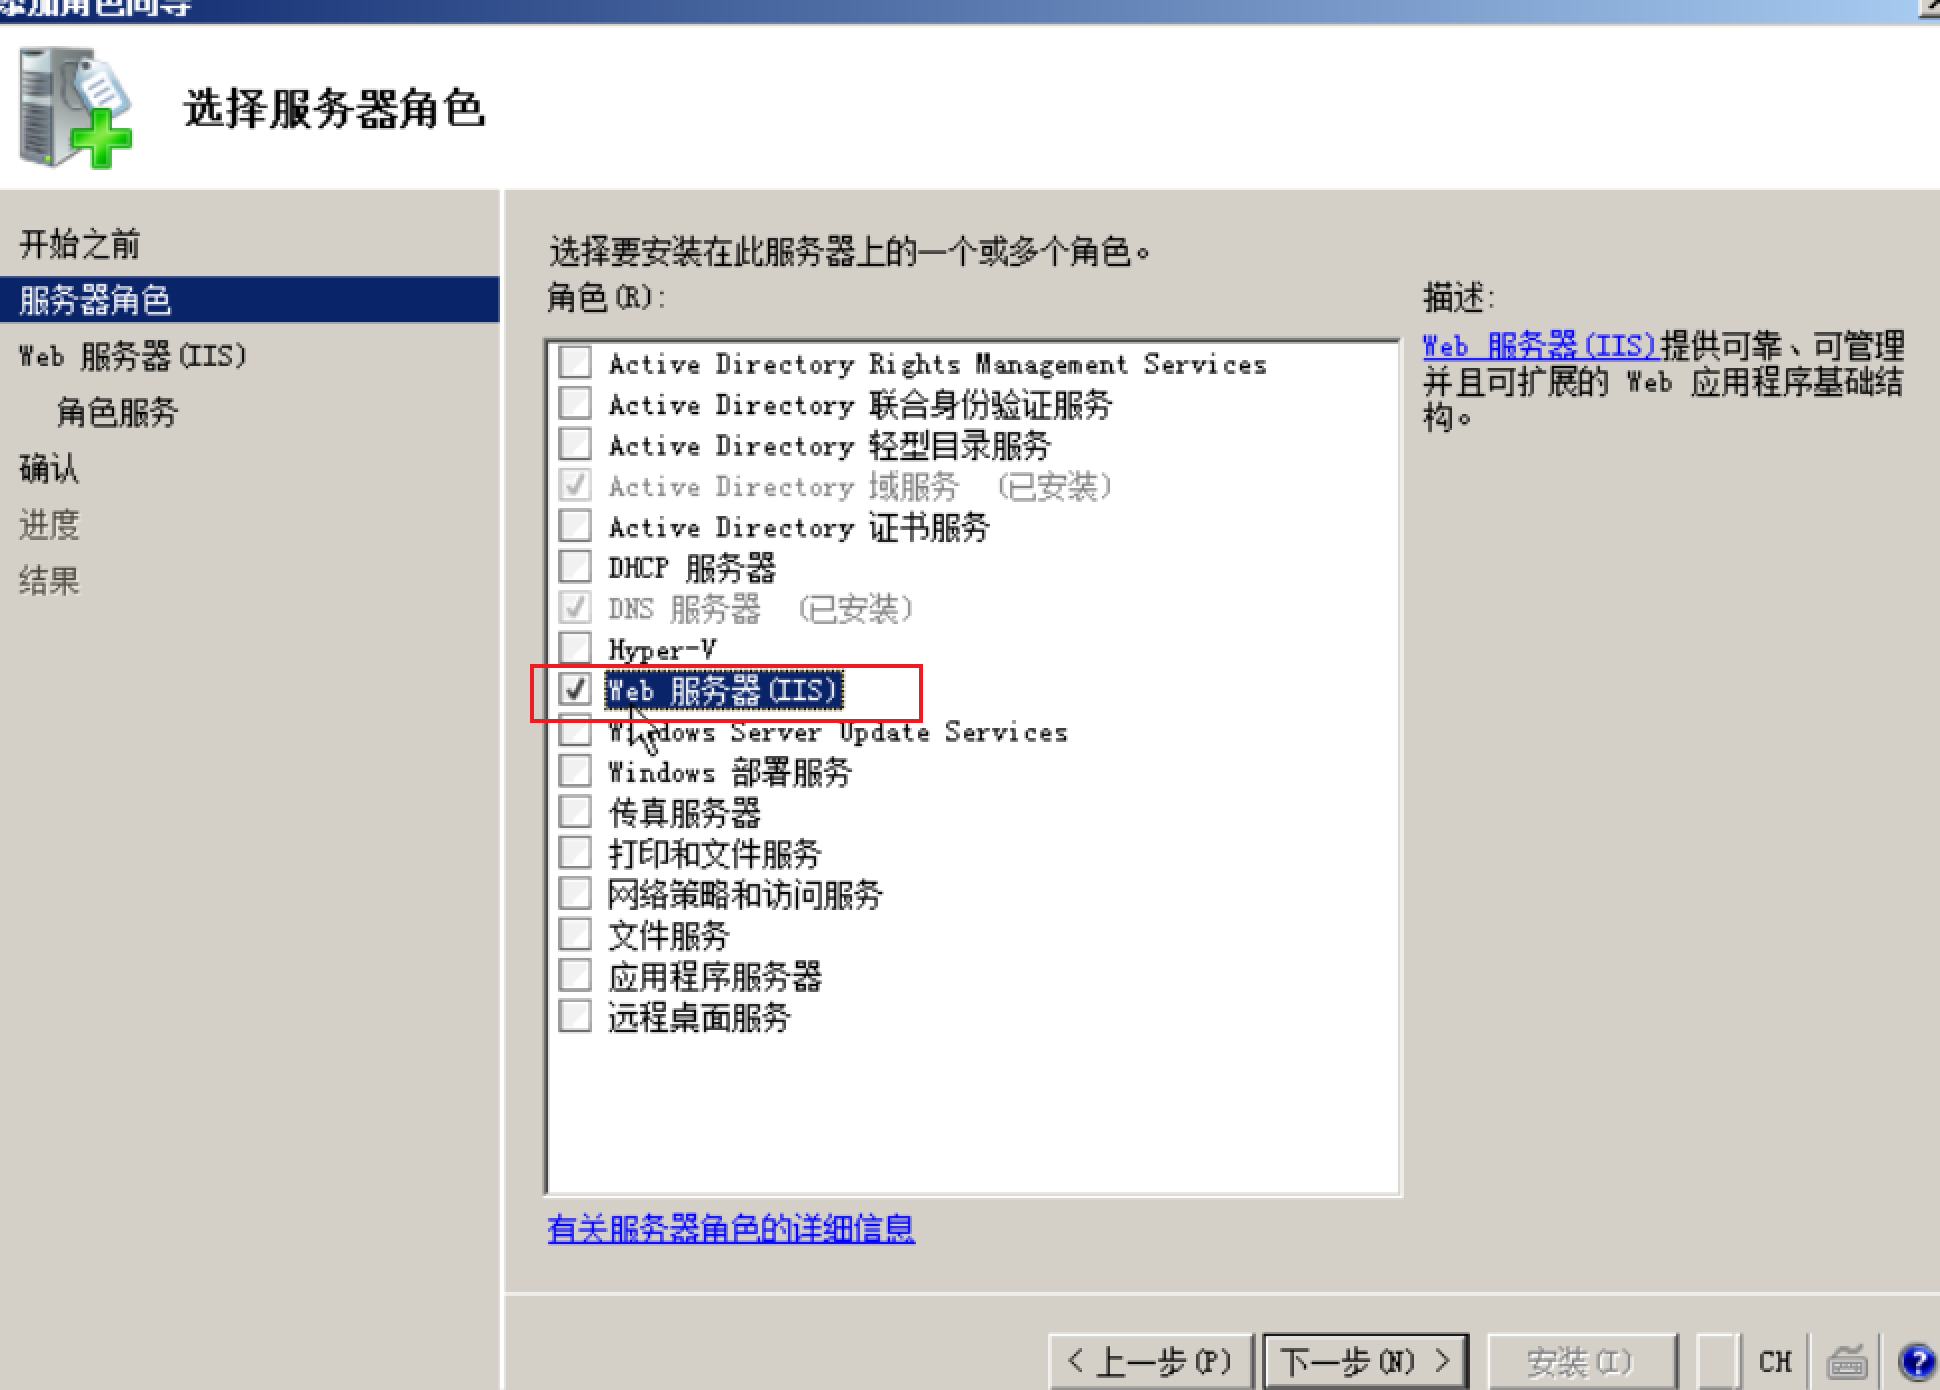 添加角色向导
选择服务器角色
开始之前
服务器角色
Web 服务器(IIS)
角色服务
确认
进度
结果
选择要安装在此服务器上的一个或多个角色。
角色(R):
Active Directory Rights Management Services
Active Directory 联合身份验证服务
Active Directory 轻型目录服务
Active Directory 域服务 （已安装）
Active Directory 证书服务
DHCP 服务器
DNS 服务器 （已安装）
Hyper-V
Web 服务器(IIS)
Windows Server Update Services
Windows 部署服务
传真服务器
打印和文件服务
网络策略和访问服务
文件服务
应用程序服务器
远程桌面服务
有关服务器角色的详细信息
描述:
Web 服务器(IIS)提供可靠、可管理
并且可扩展的 Web 应用程序基础结
构。
< 上一步(P)
下一步(N) >
安装(I)
CH
?